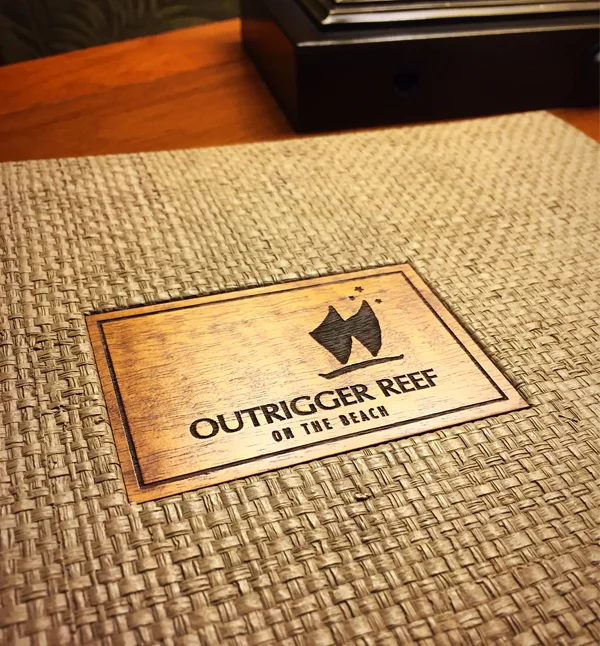 OUTRIGGER REEF
ON THE BEACH